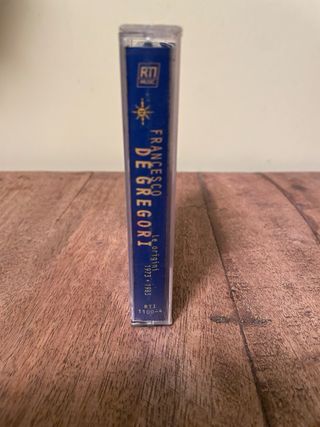 RTI
MUSIC
FRANCESCO
DE GREGORI
le origini
1973 • 1983
RTI
1100-4